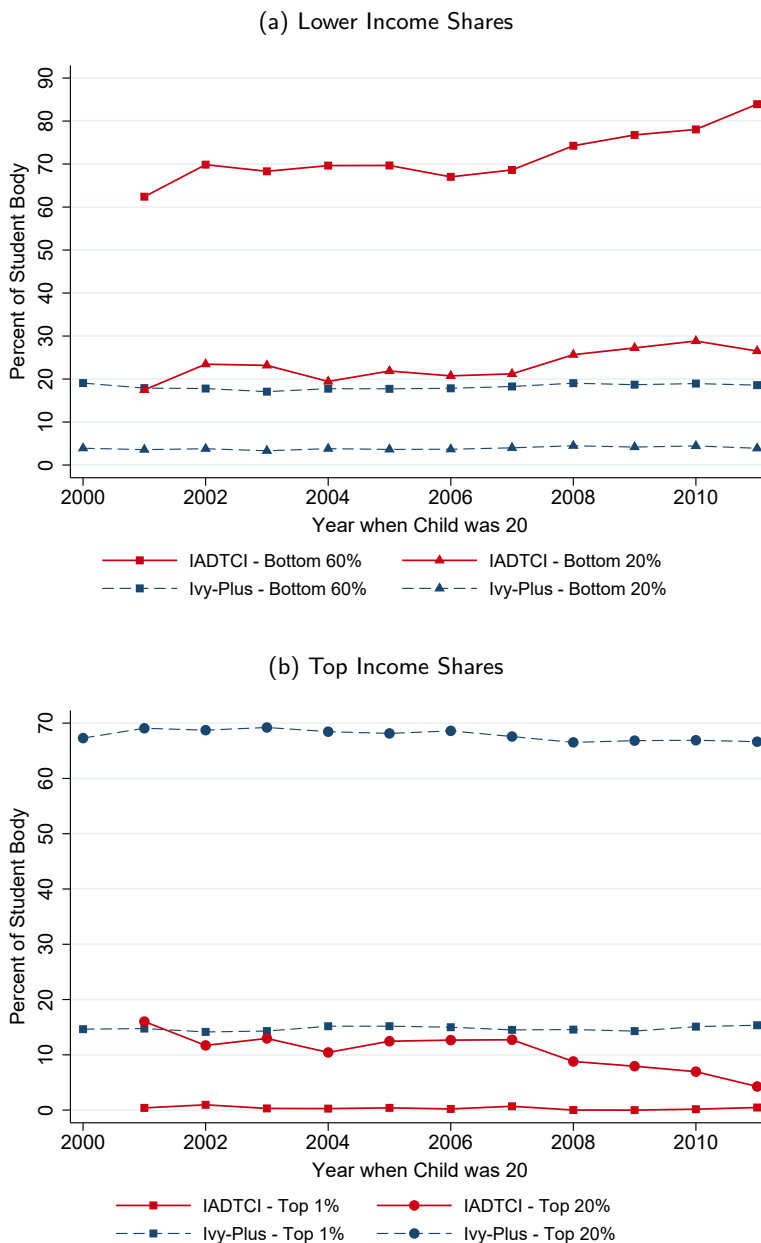 (a) Lower Income Shares
90
80
70
60
50
40
30
20
10
0
Percent of Student Body
2000 2002 2004 2006 2008 2010
Year when Child was 20
IADTCI - Bottom 60% IADTCI - Bottom 20%
Ivy-Plus - Bottom 60% Ivy-Plus - Bottom 20%
(b) Top Income Shares
70
60
50
40
30
20
10
0
Percent of Student Body
2000 2002 2004 2006 2008 2010
Year when Child was 20
IADTCI - Top 1% IADTCI - Top 20%
Ivy-Plus - Top 1% Ivy-Plus - Top 20%